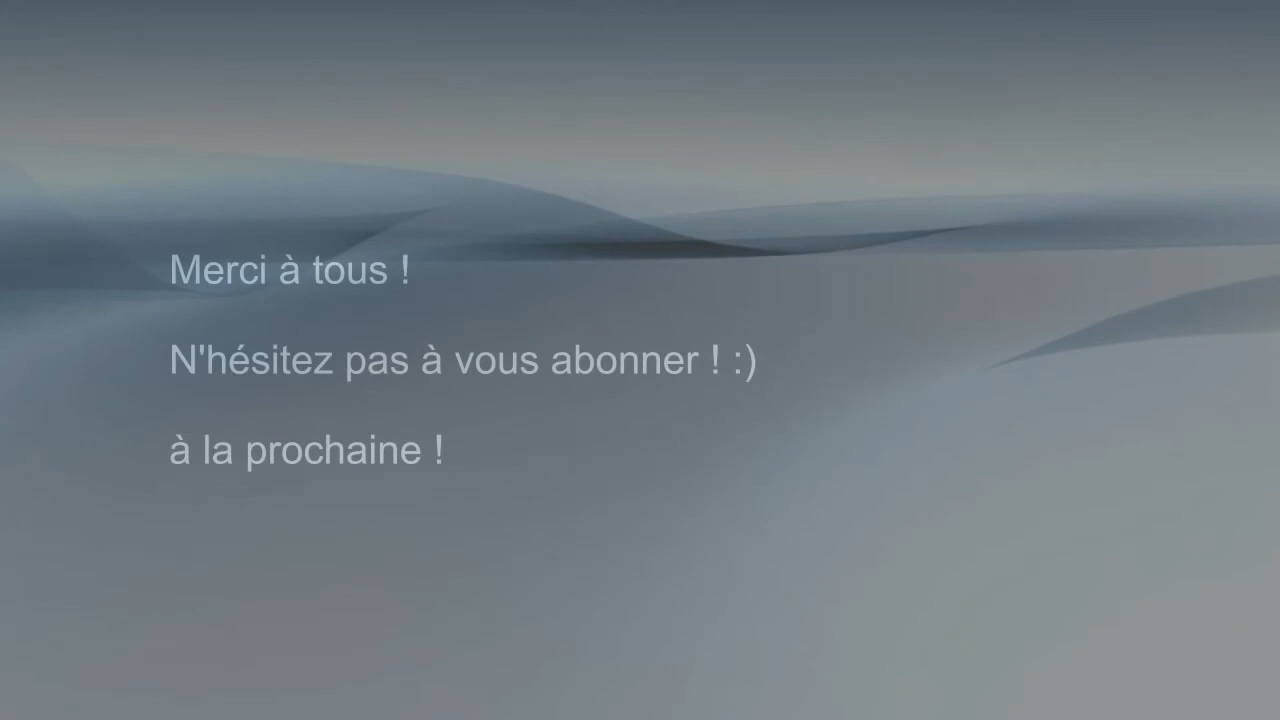 Merci à tous !
N'hésitez pas à vous abonner ! :)
à la prochaine !